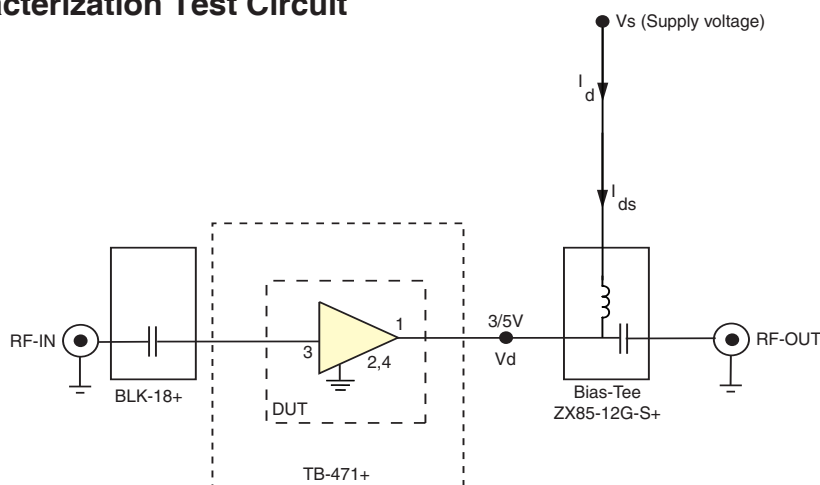 acterization Test Circuit
Vs (Supply voltage)
I
d
I
ds
RF-IN
BLK-18+
3
1
2,4
DUT
TB-471+
3/5V
Vd
Bias-Tee
ZX85-12G-S+
RF-OUT